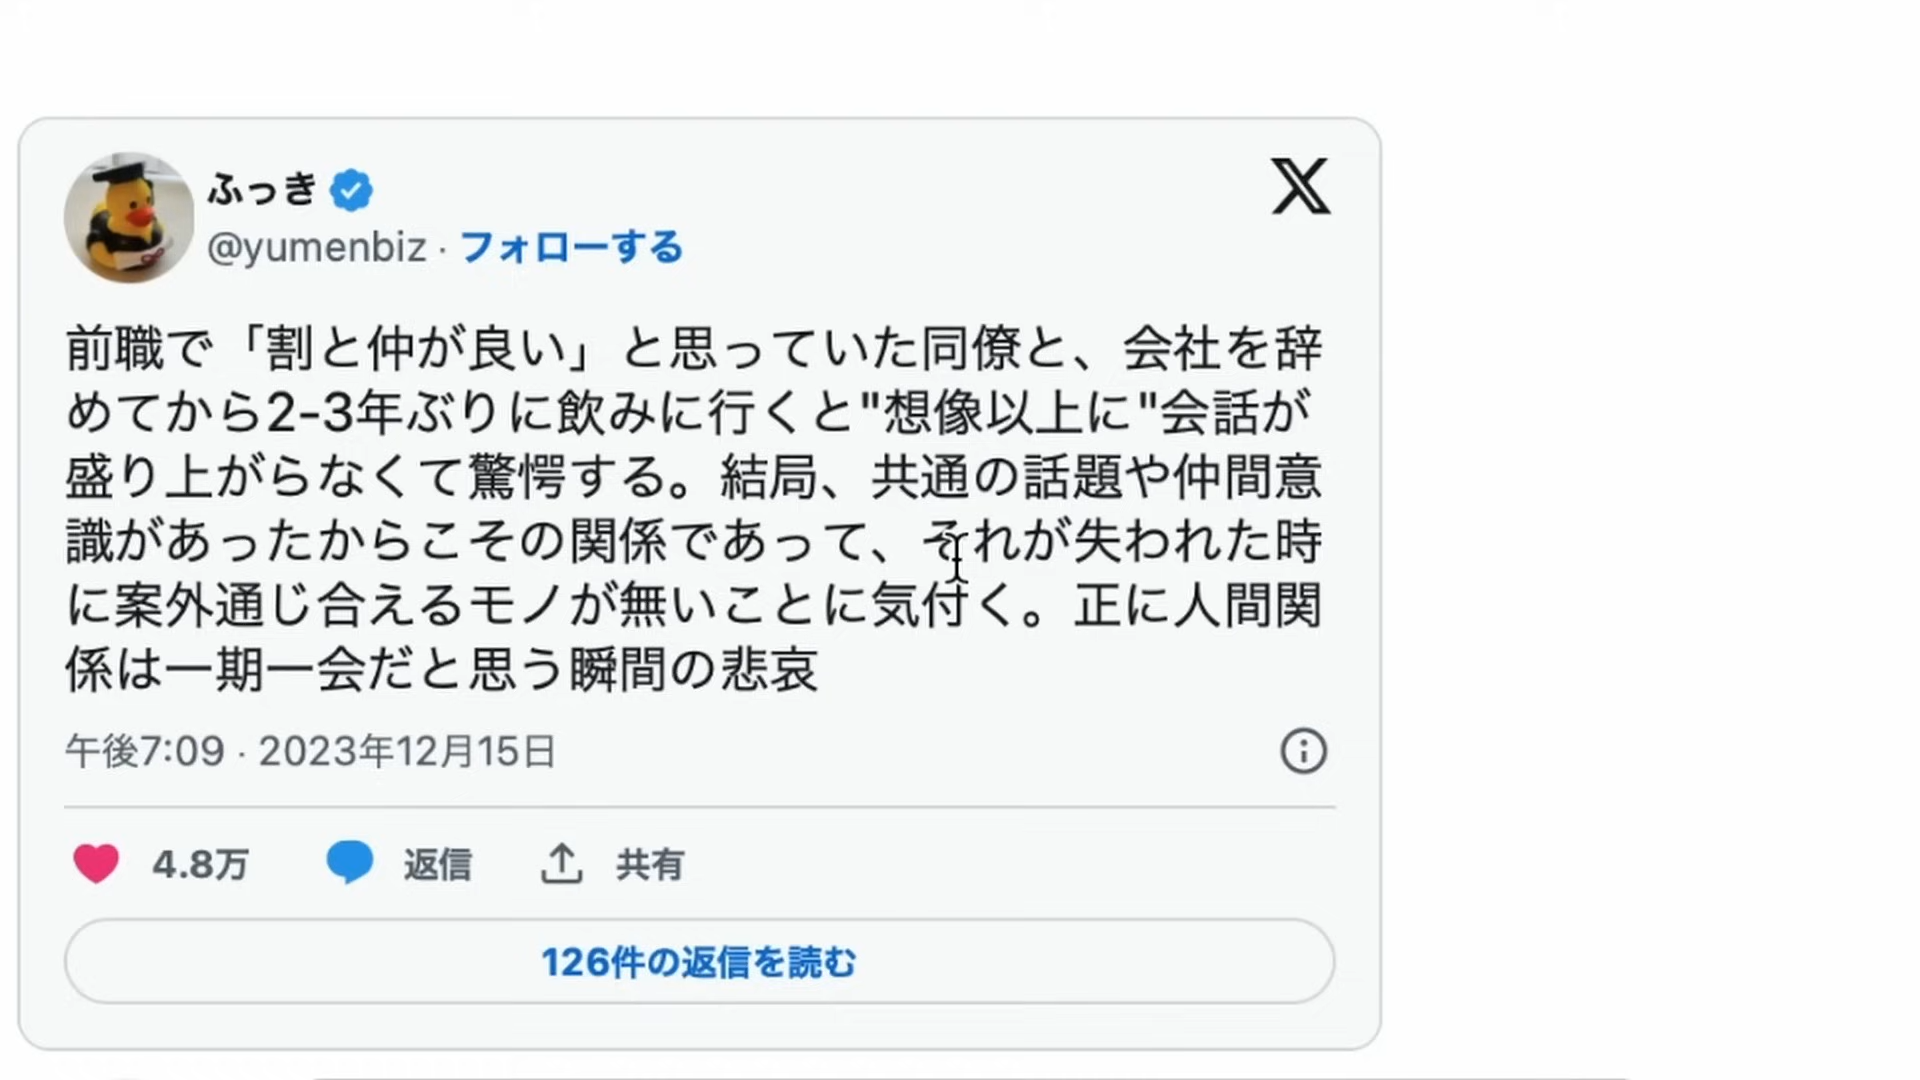 ふっき
@yumenbiz · フォローする
前職で「割と仲が良い」と思っていた同僚と、会社を辞
めてから2-3年ぶりに飲みに行くと"想像以上に"会話が
盛り上がらなくて驚愕する。結局、共通の話題や仲間意
識があったからこその関係であって、それが失われた時
に案外通じ合えるモノが無いことに気付く。正に人間関
係は一期一会だと思う瞬間の悲哀
午後7:09 · 2023年12月15日
4.8万 返信 共有
126件の返信を読む